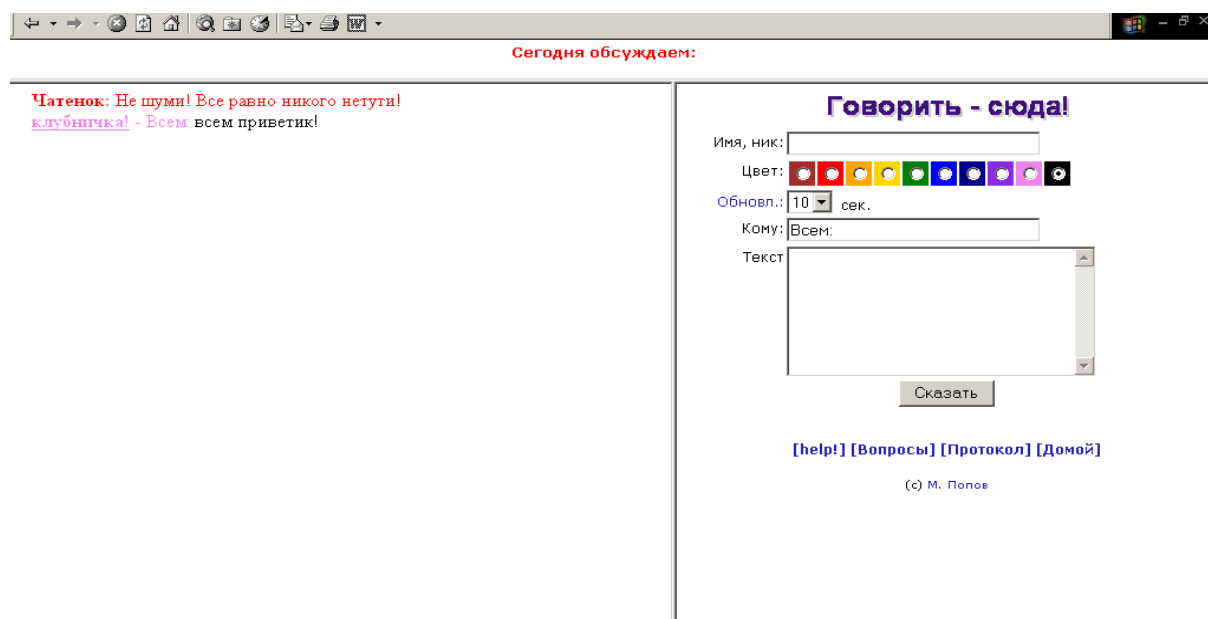 Сегодня обсуждаем:
Чатенок: Не шуми! Все равно никого нетути!
клубничка! - Всем: всем приветик!
Говорить - сюда!
Имя, ник:
Цвет:
Обновл.: 10 сек.
Кому: Всем:
Текст
Сказать
[help!] [Вопросы] [Протокол] [Домой]
(c) М. Попов